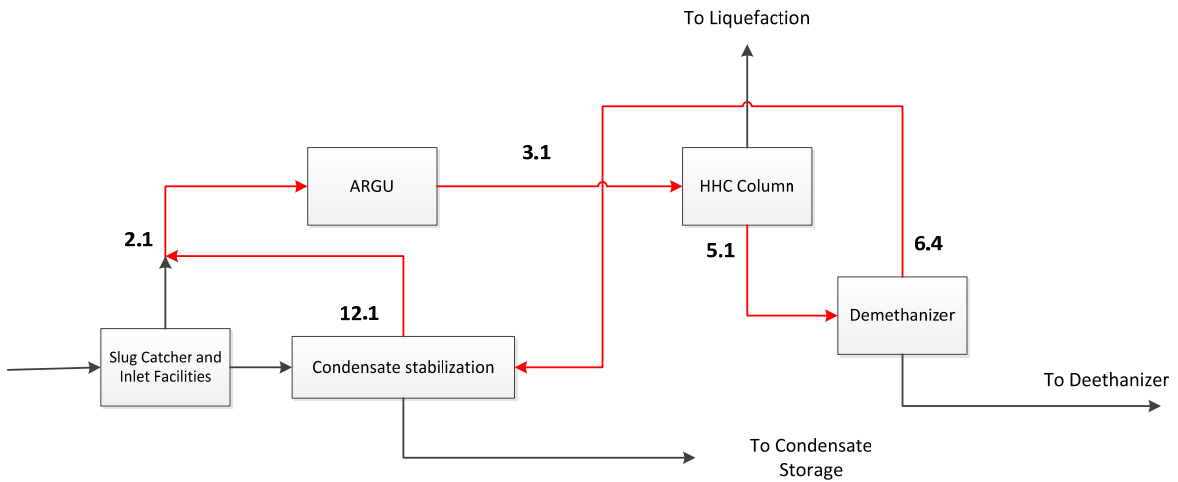 To Liquefaction
3.1
ARGU
HHC Column
2.1
5.1
6.4
12.1
Demethanizer
Slug Catcher and
Inlet Facilities
Condensate stabilization
To Deethanizer
To Condensate
Storage